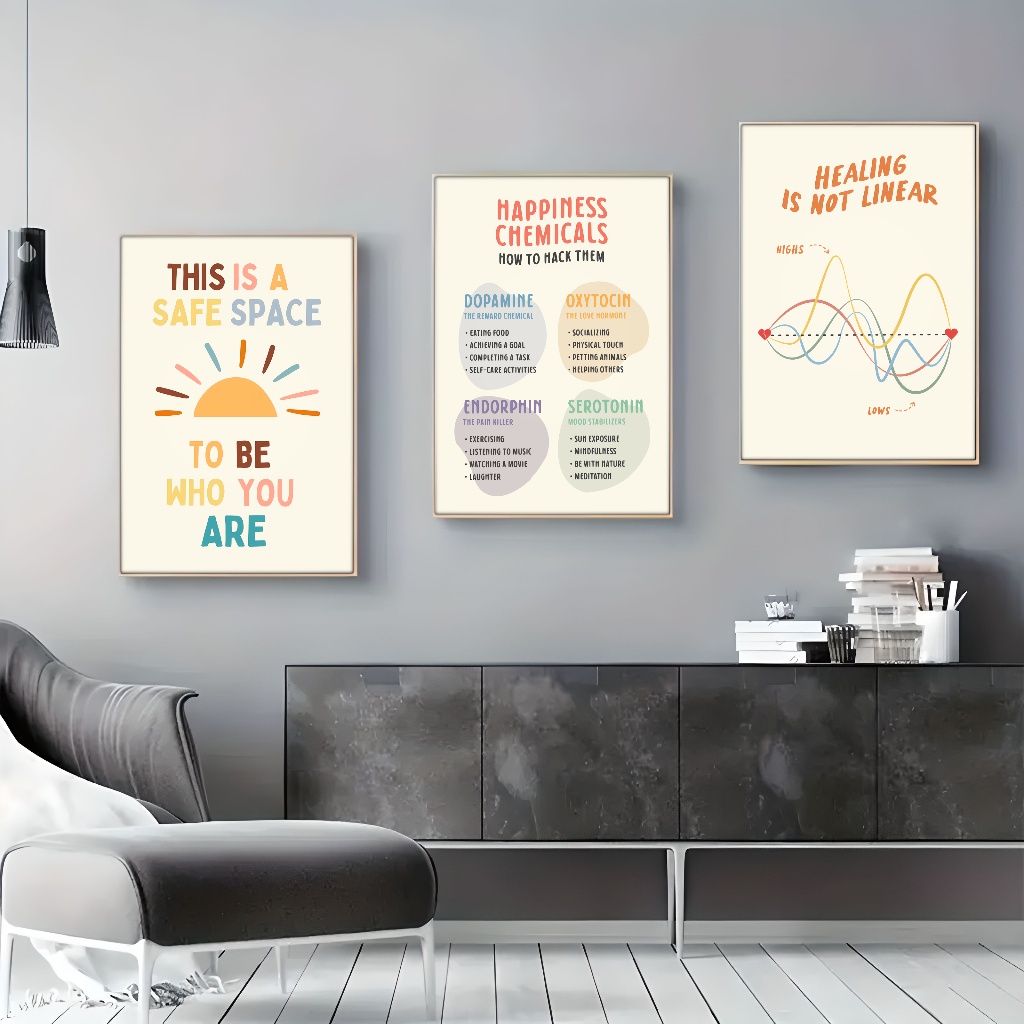 THIS IS A
SAFE SPACE
TO BE
WHO YOU
ARE
HAPPINESS
CHEMICALS
HOW TO HACK THEM
DOPAMINE
THE REWARD CHEMICAL
• EATING FOOD
• ACHIEVING A GOAL
• COMPLETING A TASK
• SELF-CARE ACTIVITIES
OXYTOCIN
THE LOVE HORMONE
• SOCIALIZING
• PHYSICAL TOUCH
• PETTING ANIMALS
• HELPING OTHERS
ENDORPHIN
THE PAIN KILLER
• EXERCISING
• LISTENING TO MUSIC
• WATCHING A MOVIE
• LAUGHTER
SEROTONIN
MOOD STABILIZERS
• SUN EXPOSURE
• MINDFULNESS
• BE WITH NATURE
• MEDITATION
HEALING
IS NOT LINEAR
HIGHS
LOWS